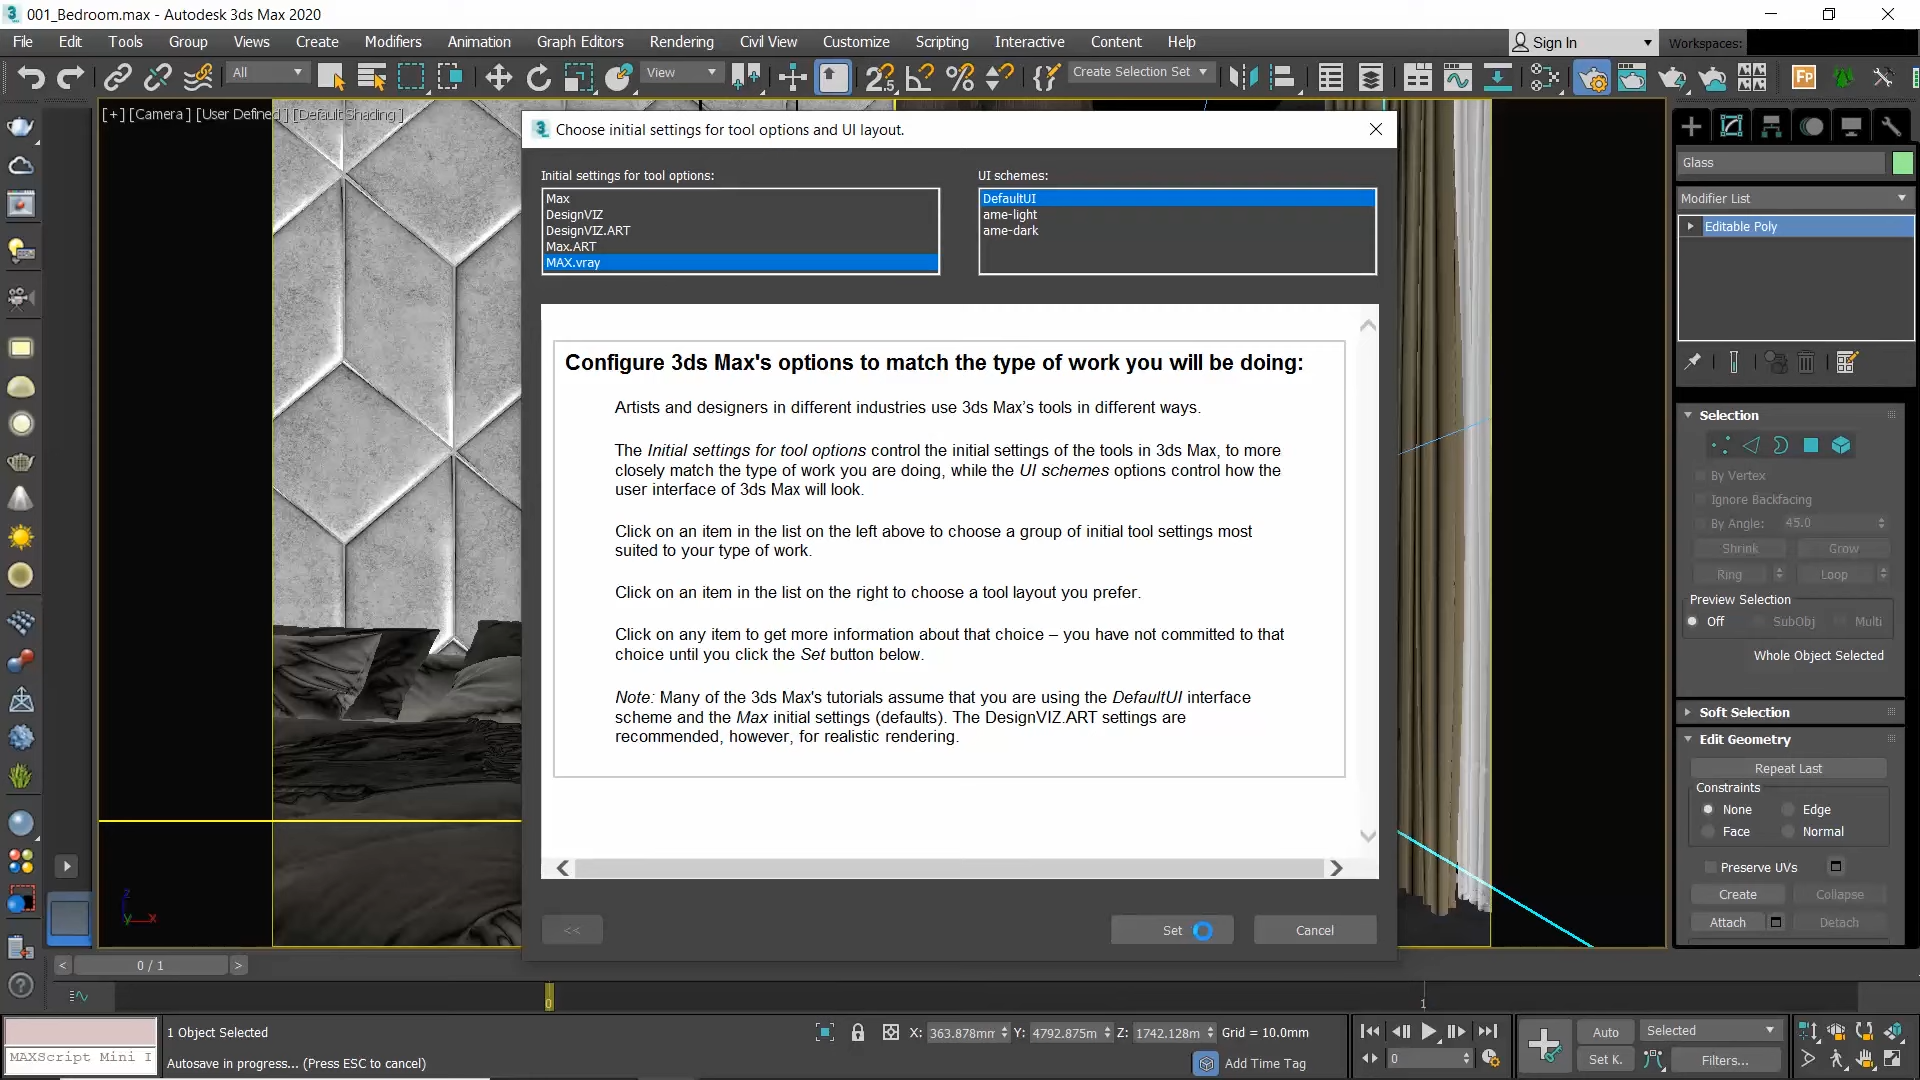 001_Bedroom.max - Autodesk 3ds Max 2020
File Edit Tools Group Views Create Modifiers Animation Graph Editors Rendering Civil View Customize Scripting Interactive Content Help
Sign In
Workspaces:
All
View
Create Selection Set
[+] [Camera] [User Defined] [Default Shading]
Choose initial settings for tool options and UI layout.
Initial settings for tool options:
Max
DesignVIZ
DesignVIZ.ART
Max.ART
MAX.vray
UI schemes:
DefaultUI
ame-light
ame-dark
Configure 3ds Max's options to match the type of work you will be doing:
Artists and designers in different industries use 3ds Max's tools in different ways.
The Initial settings for tool options control the initial settings of the tools in 3ds Max, to more
closely match the type of work you are doing, while the UI schemes options control how the
user interface of 3ds Max will look.
Click on an item in the list on the left above to choose a group of initial tool settings most
suited to your type of work.
Click on an item in the list on the right to choose a tool layout you prefer.
Click on any item to get more information about that choice – you have not committed to that
choice until you click the Set button below.
Note: Many of the 3ds Max's tutorials assume that you are using the DefaultUI interface
scheme and the Max initial settings (defaults). The DesignVIZ.ART settings are
recommended, however, for realistic rendering.
<<
Set
Cancel
Glass
Modifier List
Editable Poly
Selection
By Vertex
Ignore Backfacing
By Angle: 45.0
Shrink Grow
Ring Loop
Preview Selection
Off SubObj Multi
Whole Object Selected
Soft Selection
Edit Geometry
Repeat Last
Constraints
None Edge
Face Normal
Preserve UVs
Create Collapse
Attach Detach
z
y x
< 0 / 1 >
0 1
MAXScript Mini
1 Object Selected
Autosave in progress... (Press ESC to cancel)
X: 363.878mm Y: 4792.875m Z: 1742.128m Grid = 10.0mm
Add Time Tag
0
Auto Selected
Set K. Filters...